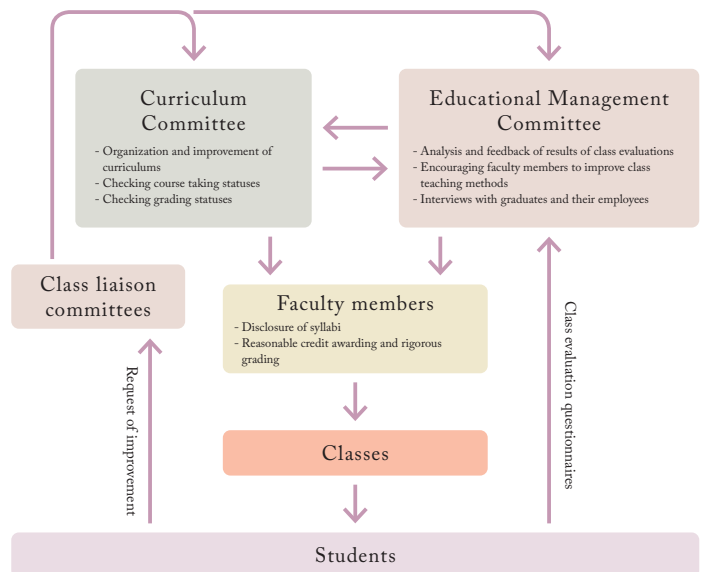 Curriculum
Committee
- Organization and improvement of
curriculums
- Checking course taking statuses
- Checking grading statuses
Educational Management
Committee
- Analysis and feedback of results of class evaluations
- Encouraging faculty members to improve class
teaching methods
- Interviews with graduates and their employees
Class liaison
committees
Faculty members
- Disclosure of syllabi
- Reasonable credit awarding and rigorous
grading
Request of improvement
Class evaluation questionnaires
Classes
Students